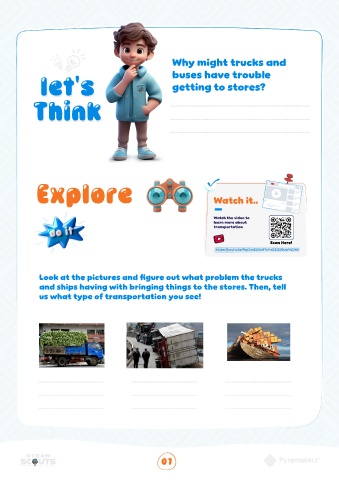 let's
Think
Why might trucks and
buses have trouble
getting to stores?
Explore
do it
Watch it..
Watch the video to
learn more about
transportation
Scan Here!
Look at the pictures and figure out what problem the trucks
and ships having with bringing things to the stores. Then, tell
us what type of transportation you see!
SCOUTS
07
Pyramakerz